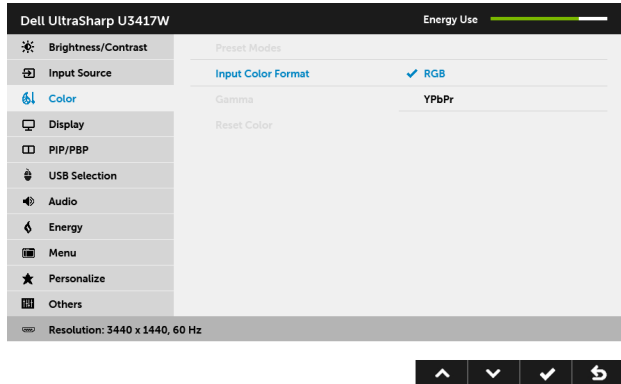 Dell UltraSharp U3417W
Energy Use
Brightness/Contrast
Preset Modes
Input Source
Input Color Format
RGB
Color
Gamma
YPbPr
Display
Reset Color
PIP/PBP
USB Selection
Audio
Energy
Menu
Personalize
Others
Resolution: 3440 x 1440, 60 Hz